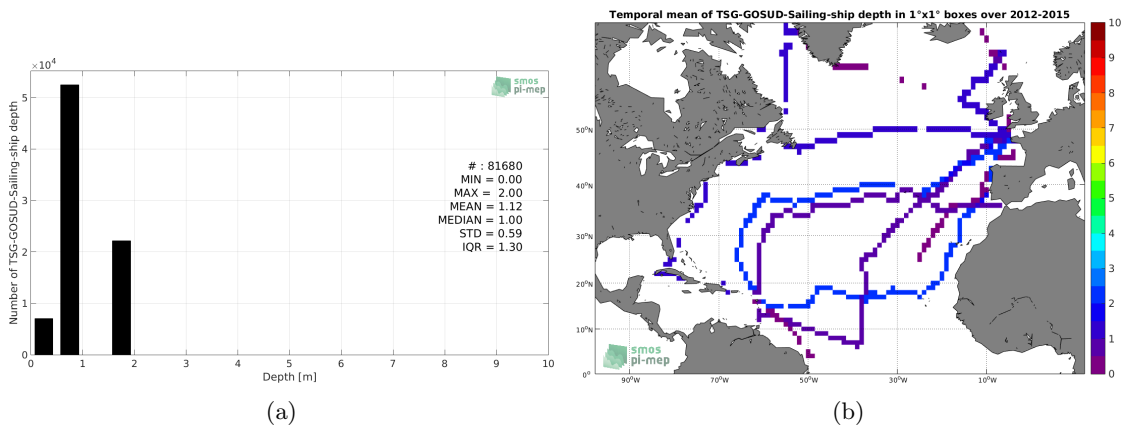 ×10⁴
5
4
3
2
1
0
Number of TSG-GOSUD-Sailing-ship depth
smos
pi-mep
# : 81680
MIN = 0.00
MAX = 2.00
MEAN = 1.12
MEDIAN = 1.00
STD = 0.59
IQR = 1.30
0 1 2 3 4 5 6 7 8 9 10
Depth [m]
(a)
Temporal mean of TSG-GOSUD-Sailing-ship depth in 1°x1° boxes over 2012-2015
50°N
40°N
30°N
20°N
10°N
0°
90°W 70°W 50°W 30°W 10°W
smos
pi-mep
10
9
8
7
6
5
4
3
2
1
0
(b)